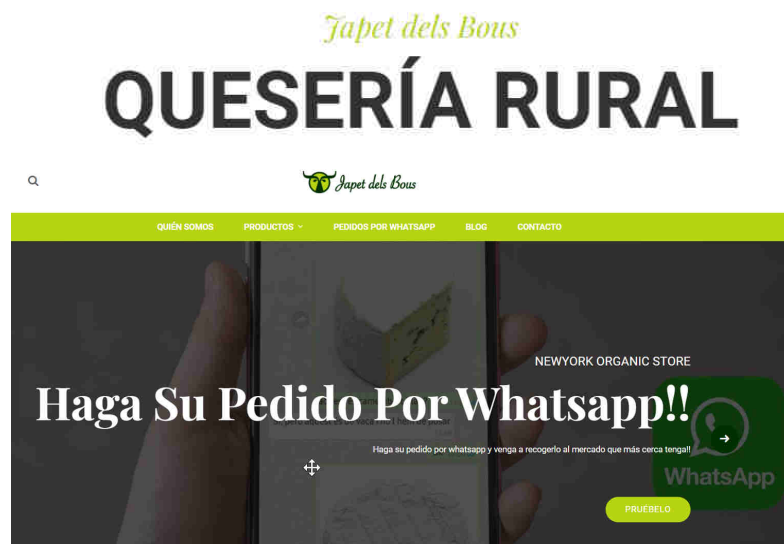 Japet dels Bous
QUESERÍA RURAL
Japet dels Bous
QUIÉN SOMOS PRODUCTOS PEDIDOS POR WHATSAPP BLOG CONTACTO
NEWYORK ORGANIC STORE
Haga Su Pedido Por Whatsapp!!
Haga su pedido por whatsapp y venga a recogerlo al mercado que más cerca tenga!!
WhatsApp
PRUÉBELO